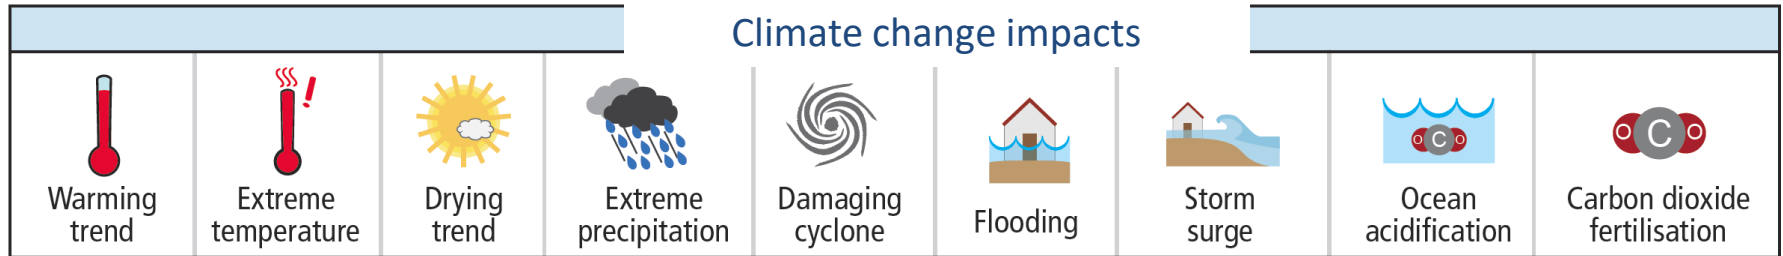 Climate change impacts
Warming
trend
Extreme
temperature
Drying
trend
Extreme
precipitation
Damaging
cyclone
Flooding
Storm
surge
O C O
Ocean
acidification
O C O
Carbon dioxide
fertilisation